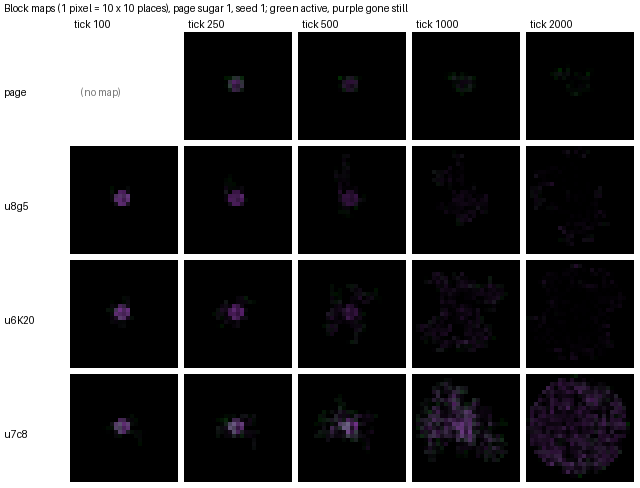 Block maps (1 pixel = 10 x 10 places), page sugar 1, seed 1; green active, purple gone still
tick 100 tick 250 tick 500 tick 1000 tick 2000
page (no map)
u8g5
u6K20
u7c8